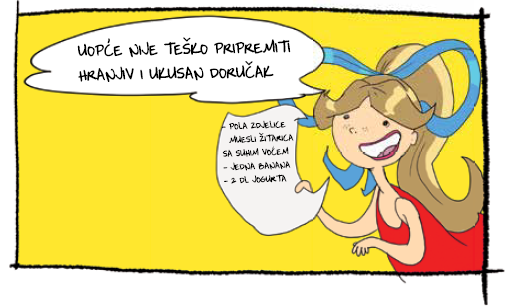 UOPĆE NIJE TEŠKO PRIPREMITI
HRANJIV I UKUSAN DORUČAK
- POLA ZDJELICE
MUESLI ŽITARICA
SA SUHIM VOĆEM
- JEDNA BANANA
- 2 DL JOGURTA